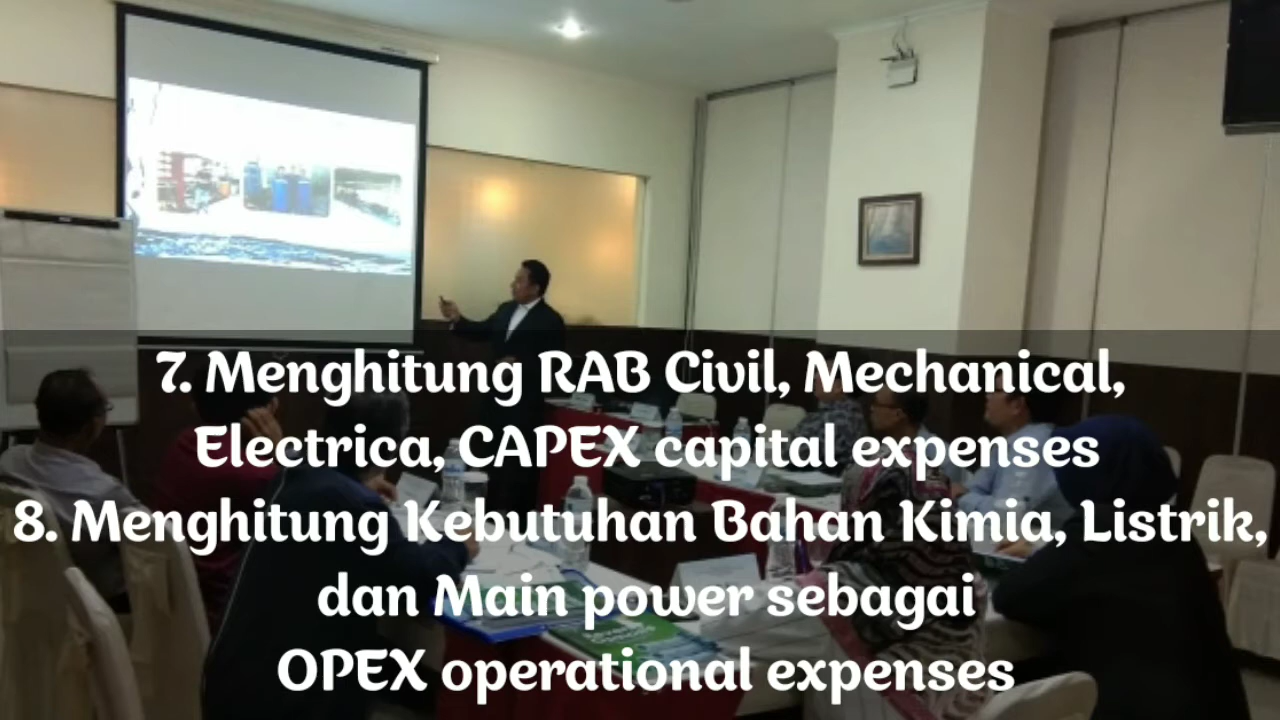 7. Menghitung RAB Civil, Mechanical,
Electrica, CAPEX capital expenses
8. Menghitung Kebutuhan Bahan Kimia, Listrik,
dan Main power sebagai
OPEX operational expenses